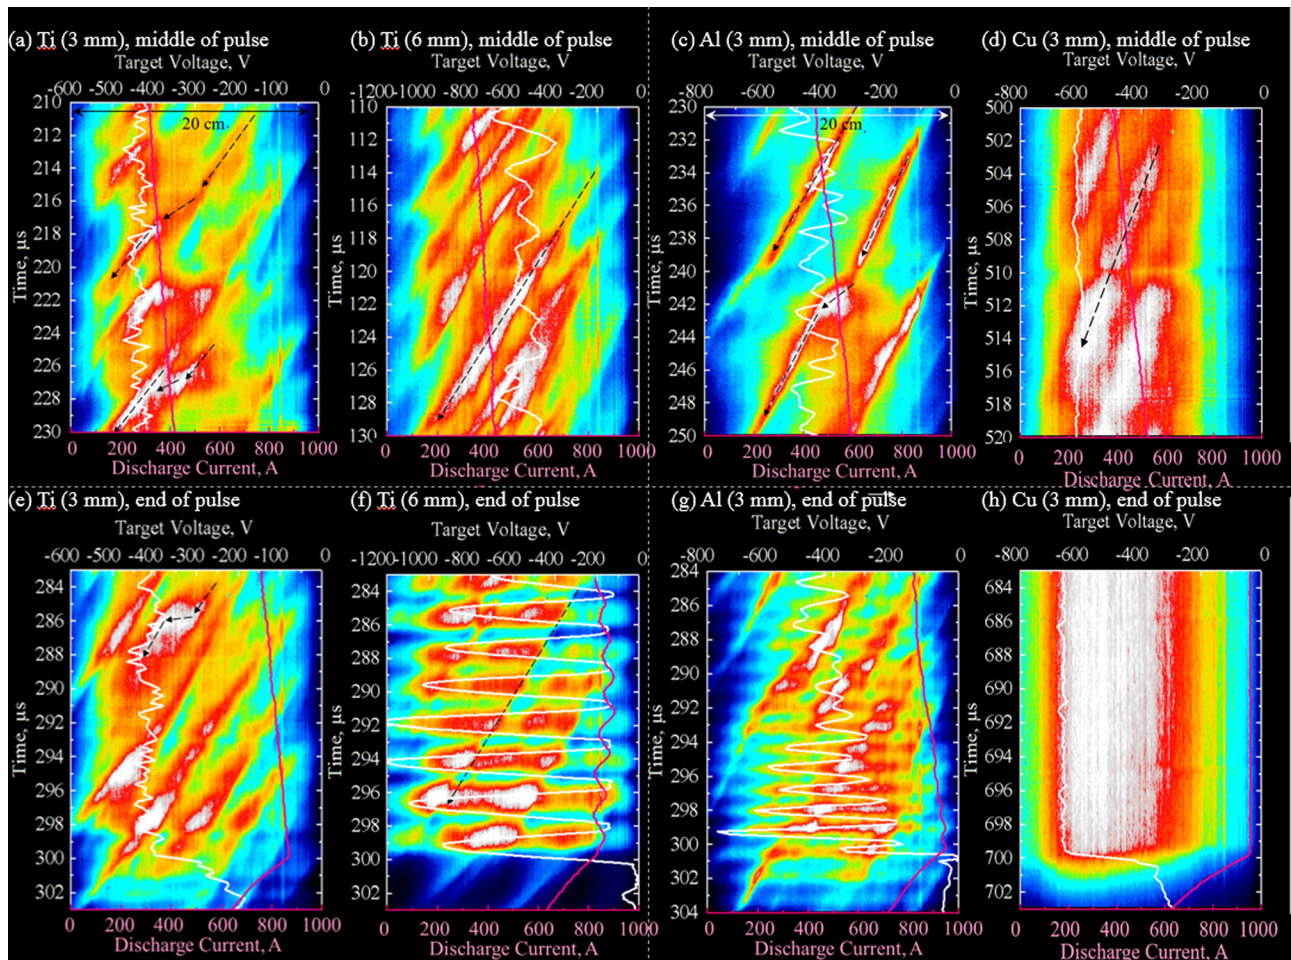 (a) Ti (3 mm), middle of pulse
Target Voltage, V
-600 -500 -400 -300 -200 -100 0
20 cm
210
214
216
218
220
222
224
226
228
230
Time, µs
0 200 400 600 800 1000
Discharge Current, A
(b) Ti (6 mm), middle of pulse
Target Voltage, V
-1200 -1000 -800 -600 -400 -200 0
110
112
114
116
118
120
122
124
126
128
130
Time, µs
0 200 400 600 800 1000
Discharge Current, A
(c) Al (3 mm), middle of pulse
Target Voltage, V
-800 -600 -400 -200 0
20 cm
230
232
234
236
238
240
242
244
246
248
250
Time, µs
0 200 400 600 800 1000
Discharge Current, A
(d) Cu (3 mm), middle of pulse
Target Voltage, V
-800 -600 -400 -200 0
500
502
504
506
508
510
512
514
516
518
520
Time, µs
0 200 400 600 800 1000
Discharge Current, A
(e) Ti (3 mm), end of pulse
Target Voltage, V
-600 -500 -400 -300 -200 -100 0
284
286
288
290
292
294
296
298
300
302
Time, µs
0 200 400 600 800 1000
Discharge Current, A
(f) Ti (6 mm), end of pulse
Target Voltage, V
-1200 -1000 -800 -600 -400 -200 0
284
286
288
290
292
294
296
298
300
302
Time, µs
0 200 400 600 800 1000
Discharge Current, A
(g) Al (3 mm), end of pulse
Target Voltage, V
-800 -600 -400 -200 0
284
286
288
290
292
294
296
298
300
302
304
Time, µs
0 200 400 600 800 1000
Discharge Current, A
(h) Cu (3 mm), end of pulse
Target Voltage, V
-800 -600 -400 -200 0
684
686
688
690
692
694
696
698
700
702
Time, µs
0 200 400 600 800 1000
Discharge Current, A